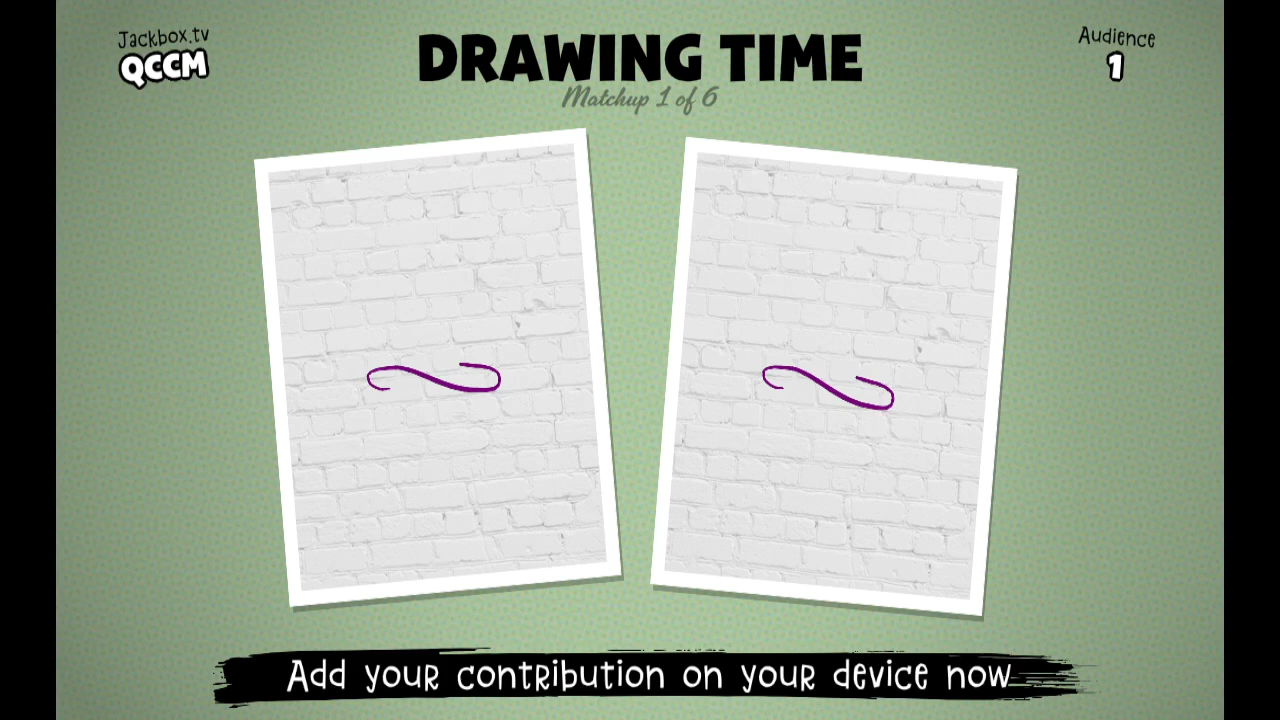 Jackbox.tv
QCCM
DRAWING TIME
Matchup 1 of 6
Audience
1
Add your contribution on your device now